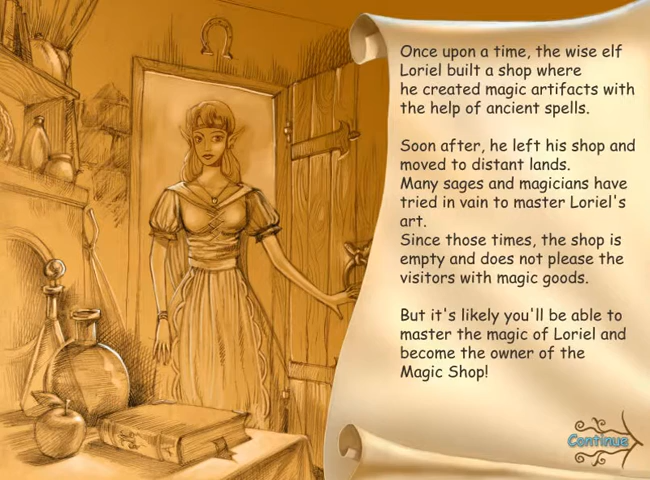 Once upon a time, the wise elf
Loriel built a shop where
he created magic artifacts with
the help of ancient spells.
Soon after, he left his shop and
moved to distant lands.
Many sages and magicians have
tried in vain to master Loriel's
art.
Since those times, the shop is
empty and does not please the
visitors with magic goods.
But it's likely you'll be able to
master the magic of Loriel and
become the owner of the
Magic Shop!
Continue